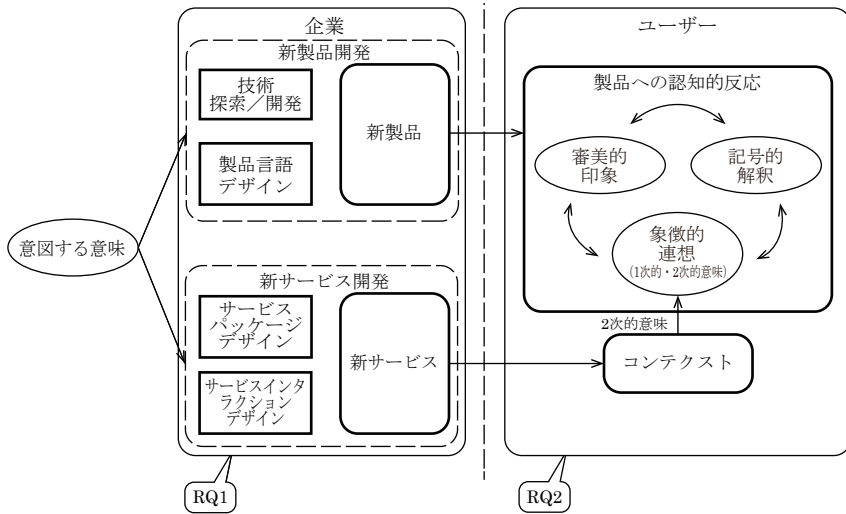 企業
新製品開発
技術
探索／開発
製品言語
デザイン
新製品
意図する意味
新サービス開発
サービス
パッケージ
デザイン
サービスインタ
ラクション
デザイン
新サービス
RQ1
ユーザー
製品への認知的反応
審美的
印象
記号的
解釈
象徴的
連想
(1次的・2次的意味)
2次的意味
コンテクスト
RQ2